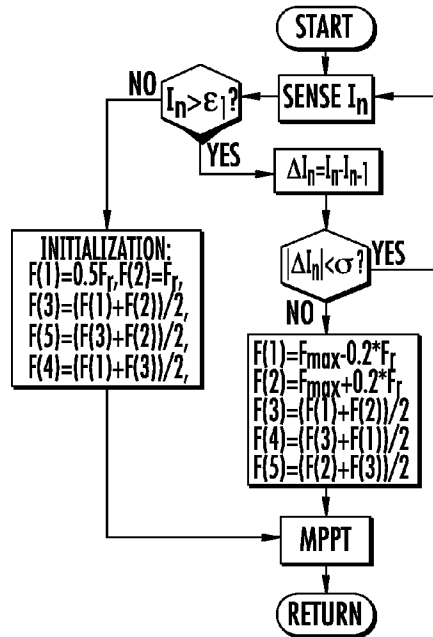 START
SENSE Iₙ
Iₙ>ε₁?
NO
YES
ΔIₙ=Iₙ-Iₙ₋₁
|ΔIₙ|<σ?
YES
NO
INITIALIZATION:
F(1)=0.5Fᵣ,F(2)=Fᵣ,
F(3)=(F(1)+F(2))/2,
F(5)=(F(3)+F(2))/2,
F(4)=(F(1)+F(3))/2,
F(1)=Fₘₐₓ-0.2*Fᵣ
F(2)=Fₘₐₓ+0.2*Fᵣ
F(3)=(F(1)+F(2))/2
F(4)=(F(3)+F(1))/2
F(5)=(F(2)+F(3))/2
MPPT
RETURN